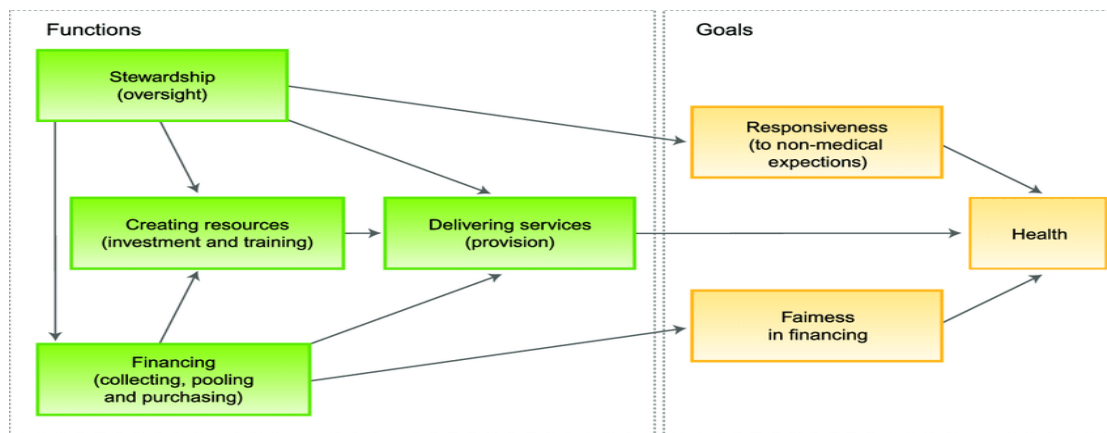 Functions
Stewardship
(oversight)
Creating resources
(investment and training)
Delivering services
(provision)
Financing
(collecting, pooling
and purchasing)
Goals
Responsiveness
(to non-medical
expections)
Health
Faimess
in financing